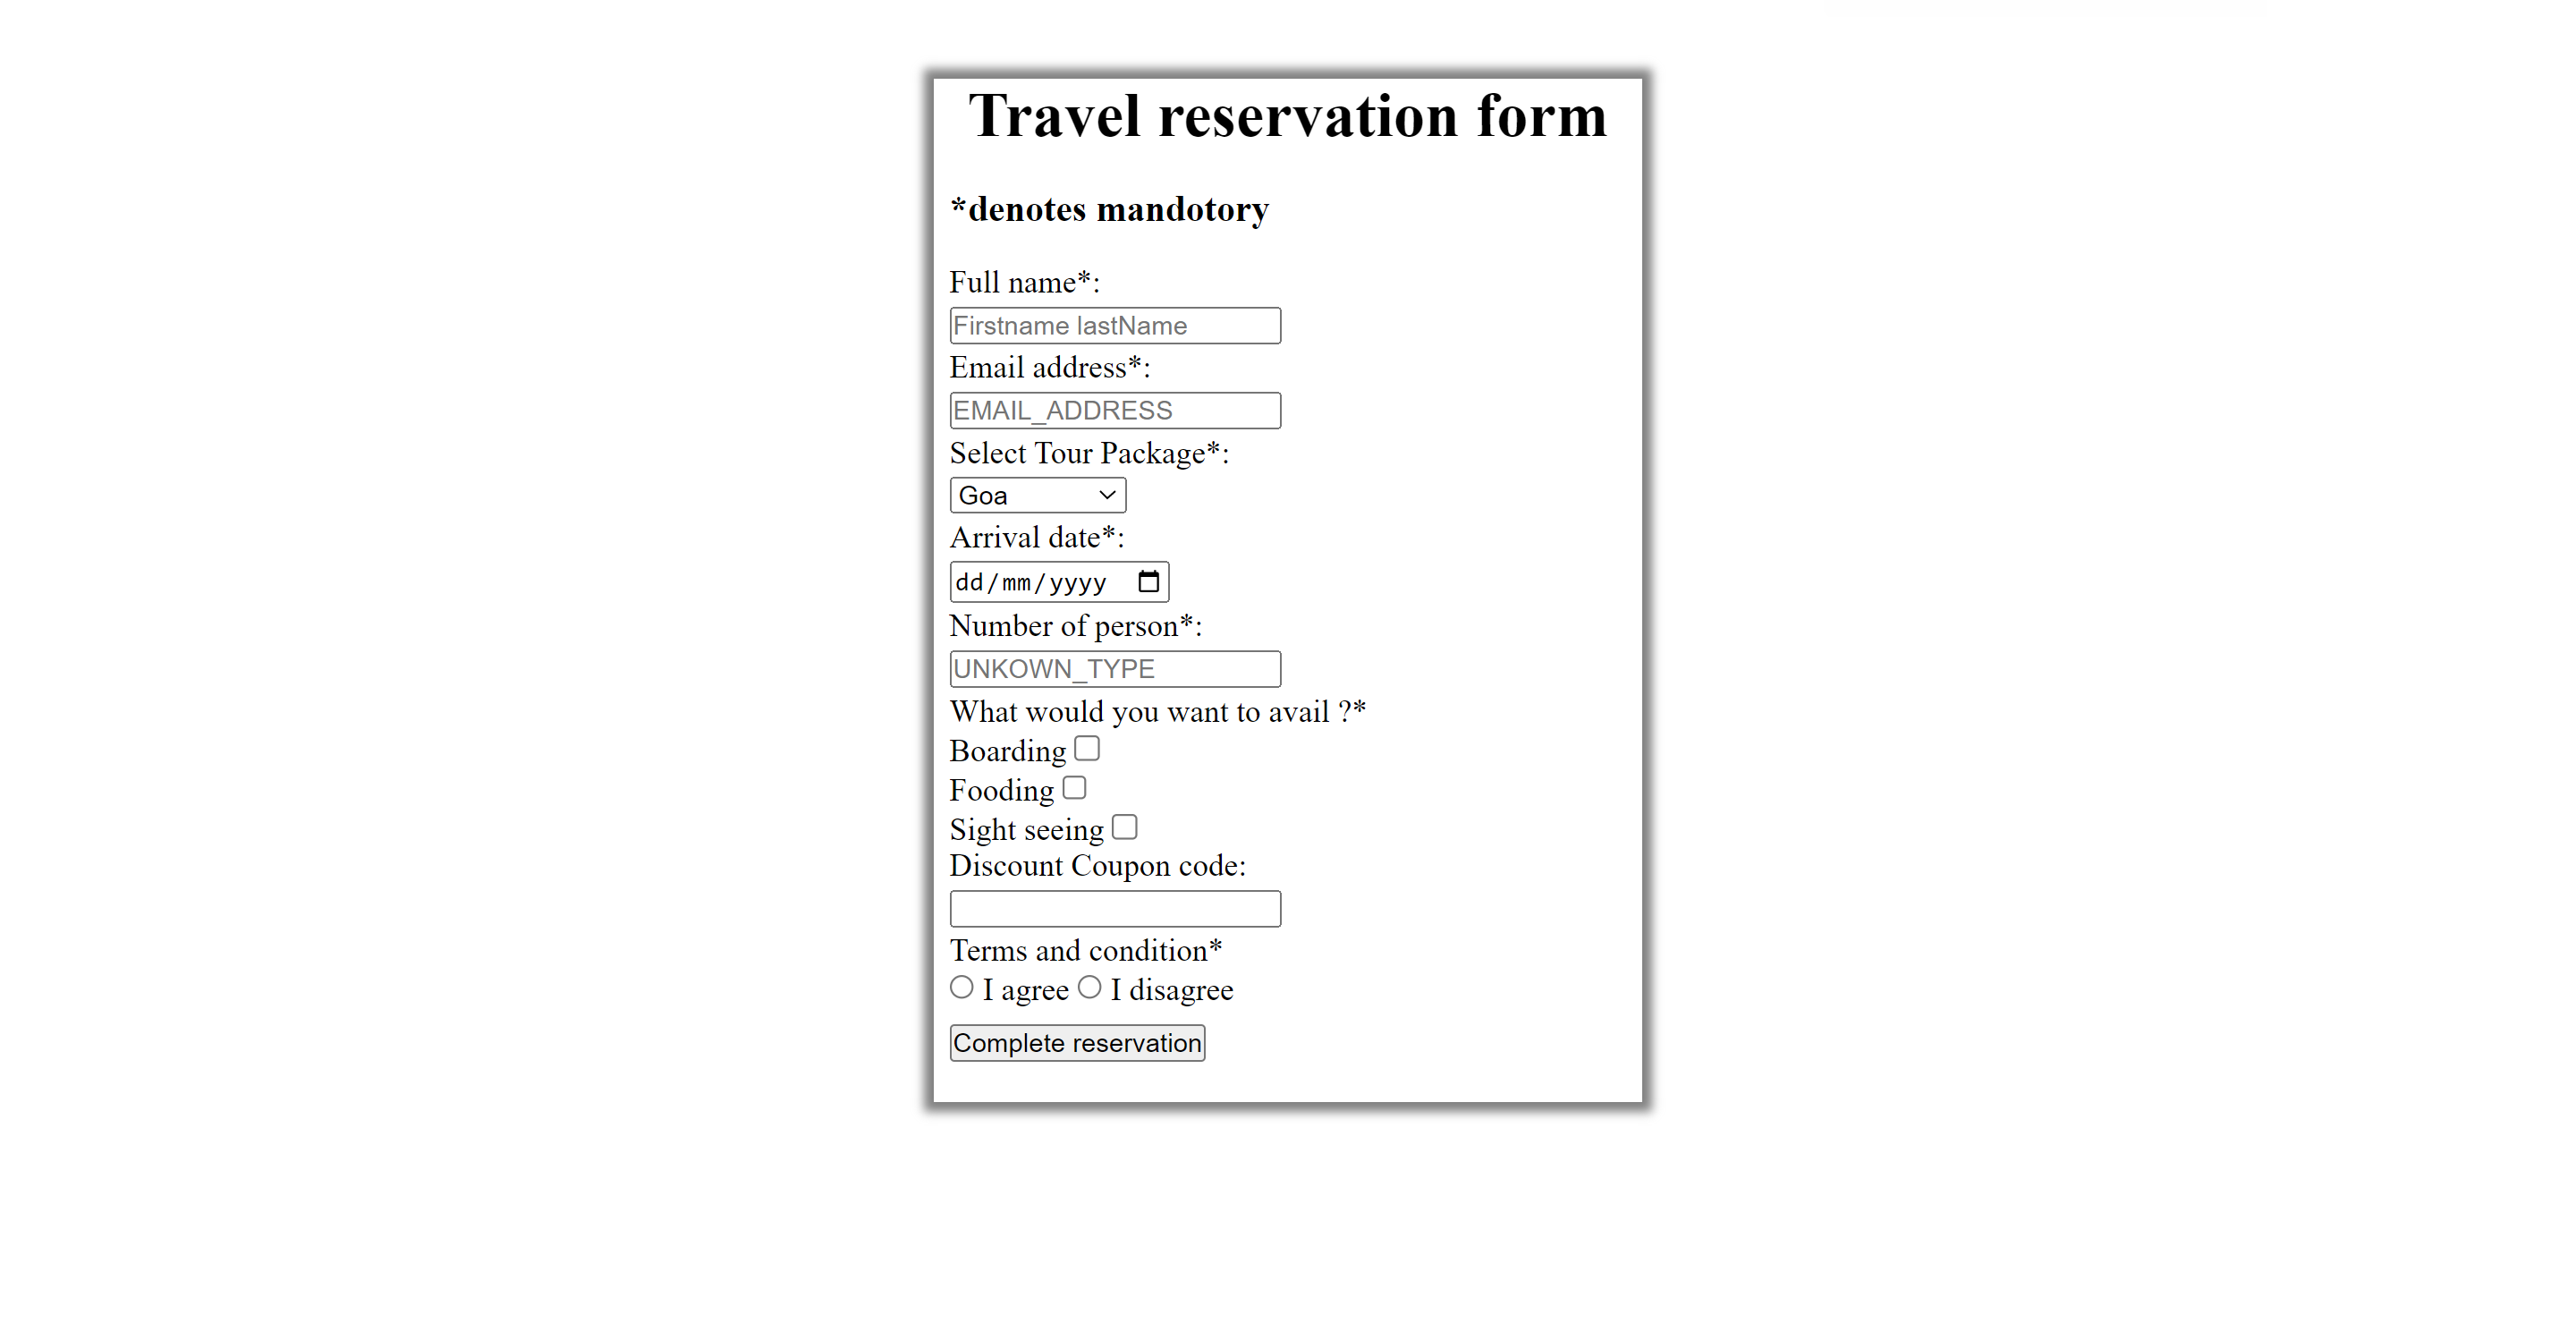 Travel reservation form
*denotes mandotory
Full name*:
Firstname lastName
Email address*:
EMAIL_ADDRESS
Select Tour Package*:
Goa
Arrival date*:
dd/mm/yyyy
Number of person*:
UNKOWN_TYPE
What would you want to avail ?*
Boarding
Fooding
Sight seeing
Discount Coupon code:
Terms and condition*
I agree I disagree
Complete reservation